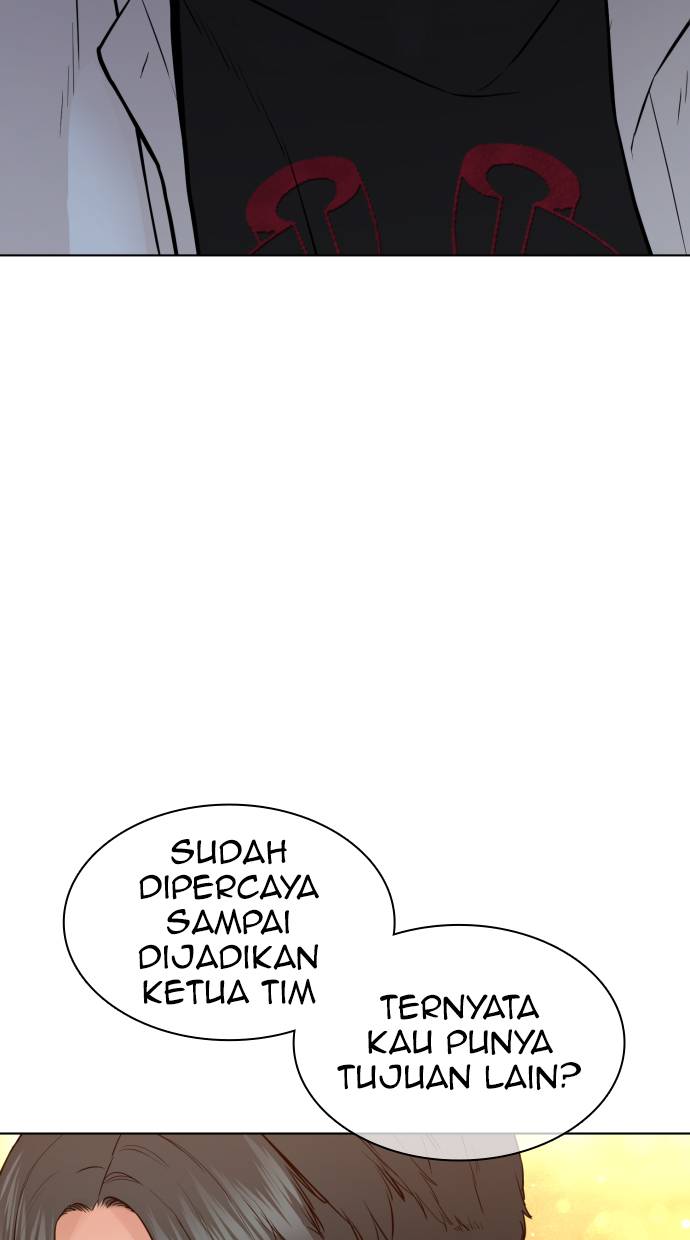 SUDAH
DIPERCAYA
SAMPAI
DIJADIKAN
KETUA TIM
TERNYATA
KAU PUNYA
TUJUAN LAIN?